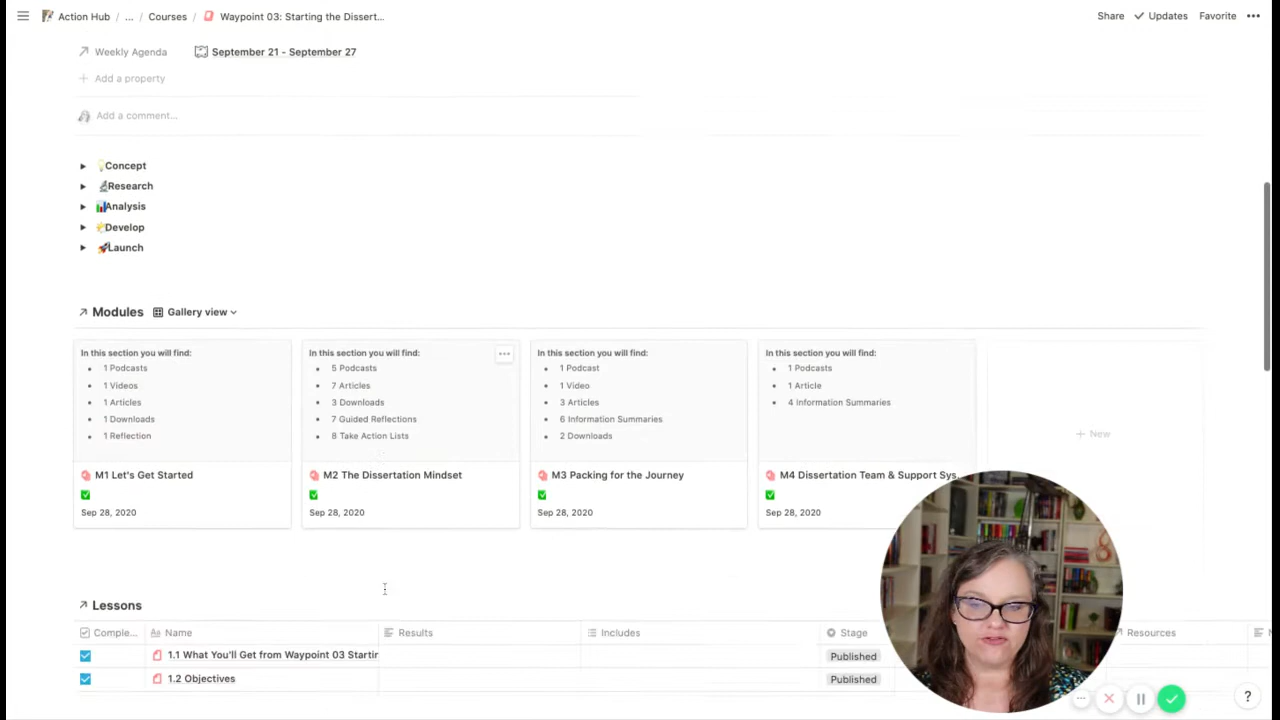 Action Hub / ... / Courses / Waypoint 03: Starting the Dissert...
Share Updates Favorite •••
Weekly Agenda September 21 - September 27
+ Add a property
Add a comment...
Concept
Research
Analysis
Develop
Launch
Modules Gallery view
In this section you will find:
• 1 Podcasts
• 1 Videos
• 1 Articles
• 1 Downloads
• 1 Reflection
M1 Let's Get Started
Sep 28, 2020
In this section you will find:
• 5 Podcasts
• 7 Articles
• 3 Downloads
• 7 Guided Reflections
• 8 Take Action Lists
M2 The Dissertation Mindset
Sep 28, 2020
In this section you will find:
• 1 Podcast
• 1 Video
• 3 Articles
• 6 Information Summaries
• 2 Downloads
M3 Packing for the Journey
Sep 28, 2020
In this section you will find:
• 1 Podcasts
• 1 Article
• 4 Information Summaries
M4 Dissertation Team & Support Sys...
Sep 28, 2020
+ New
Lessons
Comple... Aa Name Results Includes Stage Resources
1.1 What You'll Get from Waypoint 03 Startin Published
1.2 Objectives Published
?